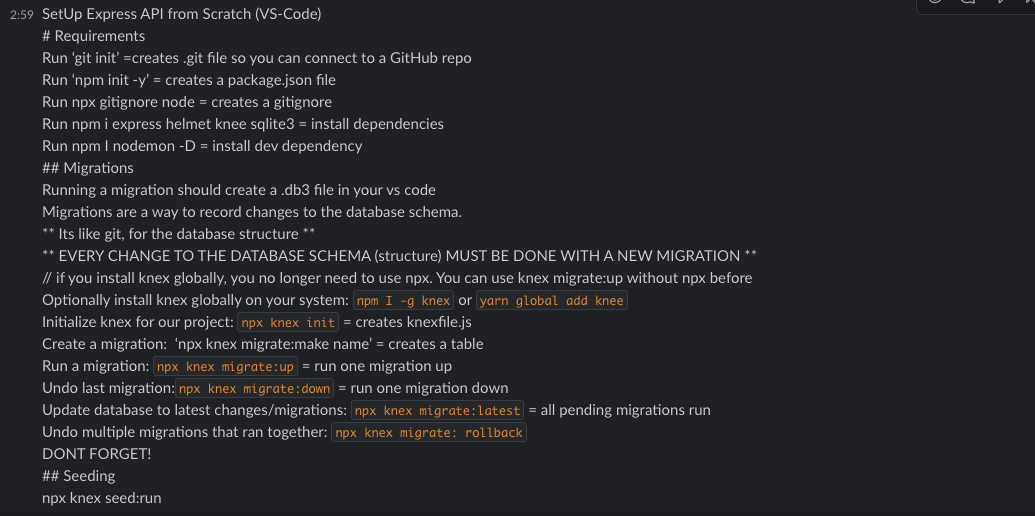 2:59 SetUp Express API from Scratch (VS-Code)
# Requirements
Run ‘git init’ =creates .git file so you can connect to a GitHub repo
Run ‘npm init -y’ = creates a package.json file
Run npx gitignore node = creates a gitignore
Run npm i express helmet knee sqlite3 = install dependencies
Run npm I nodemon -D = install dev dependency
## Migrations
Running a migration should create a .db3 file in your vs code
Migrations are a way to record changes to the database schema.
** Its like git, for the database structure **
** EVERY CHANGE TO THE DATABASE SCHEMA (structure) MUST BE DONE WITH A NEW MIGRATION **
// if you install knex globally, you no longer need to use npx. You can use knex migrate:up without npx before
Optionally install knex globally on your system: npm I -g knex or yarn global add knee
Initialize knex for our project: npx knex init = creates knexfile.js
Create a migration:  ‘npx knex migrate:make name’ = creates a table
Run a migration: npx knex migrate:up = run one migration up
Undo last migration: npx knex migrate:down = run one migration down
Update database to latest changes/migrations: npx knex migrate:latest = all pending migrations run
Undo multiple migrations that ran together: npx knex migrate: rollback
DONT FORGET!
## Seeding
npx knex seed:run